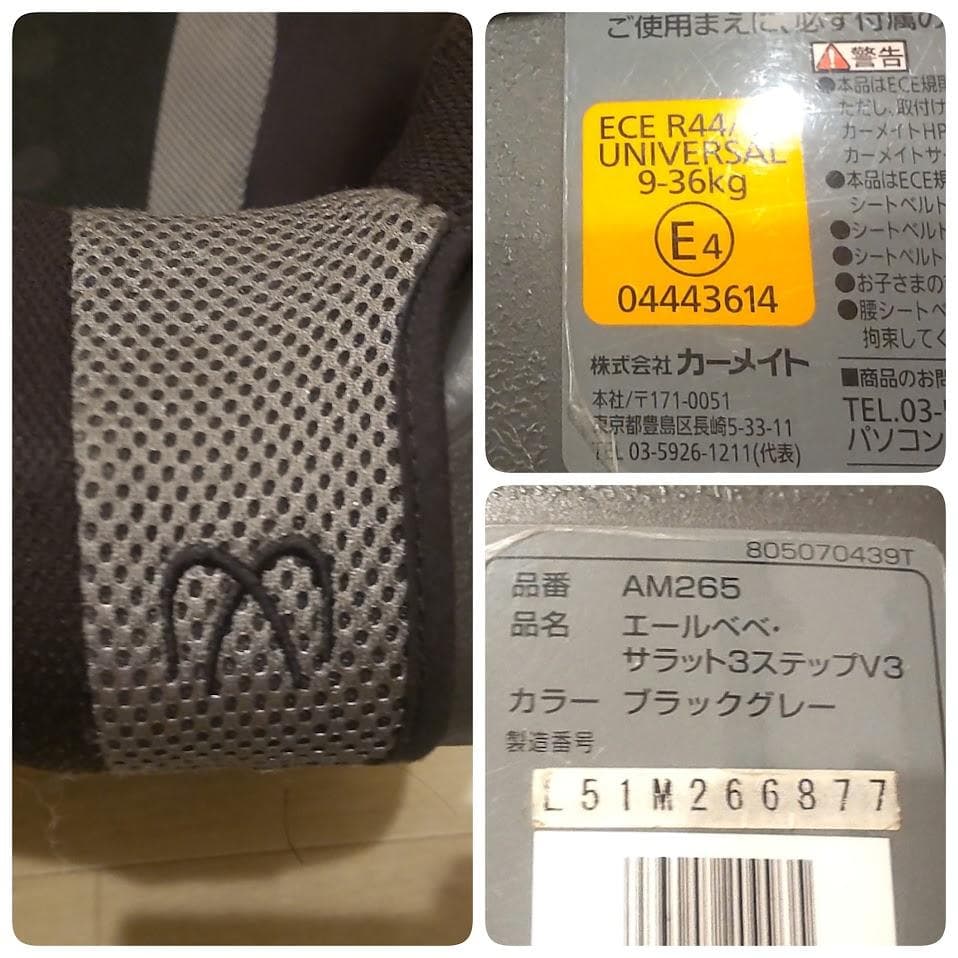 ご使用まえに、必ず付属の
警告
ECE R44/
UNIVERSAL
9-36kg
E4
04443614
●本品はECE規則
ただし、取付け
カーメイトHP
カーメイトサー
●本品はECE規
シートベルト
●シートベルト
●シートベルト
●お子さまの
●腰シートベ
拘束してく
株式会社 カーメイト
本社/〒171-0051
東京都豊島区長崎5-33-11
TEL 03-5926-1211(代表)
■商品のお問
TEL.03-
パソコン
805070439T
品番 AM265
品名 エールベベ・
サラット3ステップV3
カラー ブラックグレー
製造番号
L51M266877